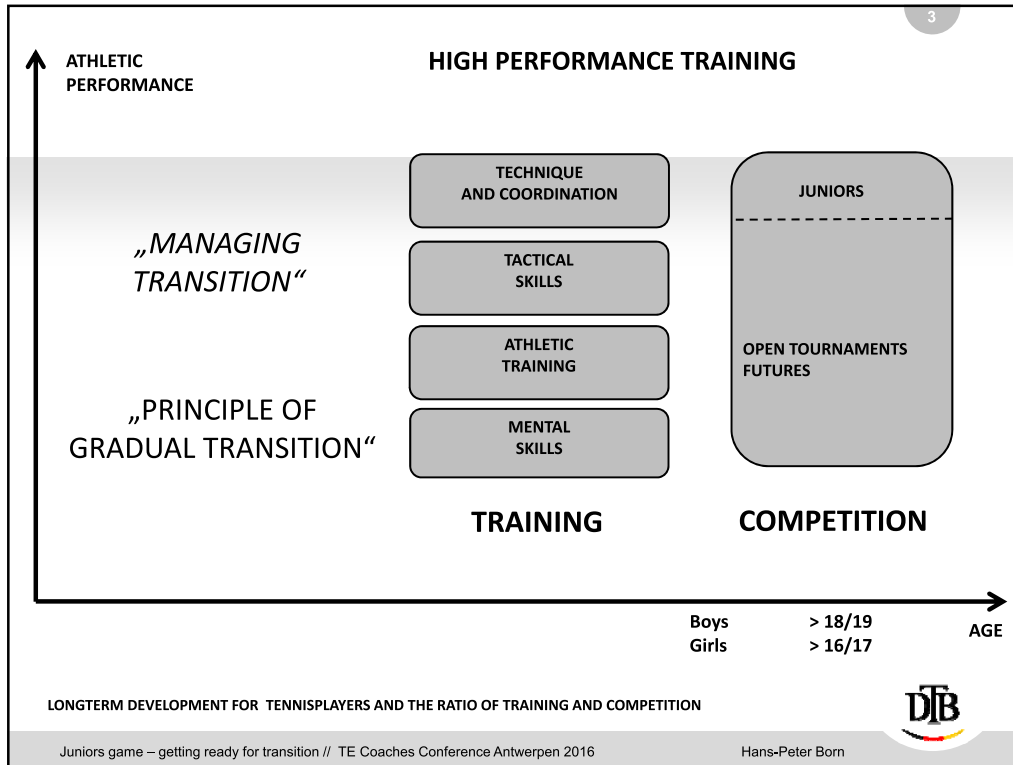 3
ATHLETIC
PERFORMANCE
HIGH PERFORMANCE TRAINING
TECHNIQUE
AND COORDINATION
JUNIORS
„MANAGING
TRANSITION“
TACTICAL
SKILLS
ATHLETIC
TRAINING
OPEN TOURNAMENTS
FUTURES
„PRINCIPLE OF
GRADUAL TRANSITION“
MENTAL
SKILLS
TRAINING
COMPETITION
Boys > 18/19
Girls > 16/17
AGE
LONGTERM DEVELOPMENT FOR TENNISPLAYERS AND THE RATIO OF TRAINING AND COMPETITION
DTB
Juniors game – getting ready for transition // TE Coaches Conference Antwerpen 2016
Hans-Peter Born